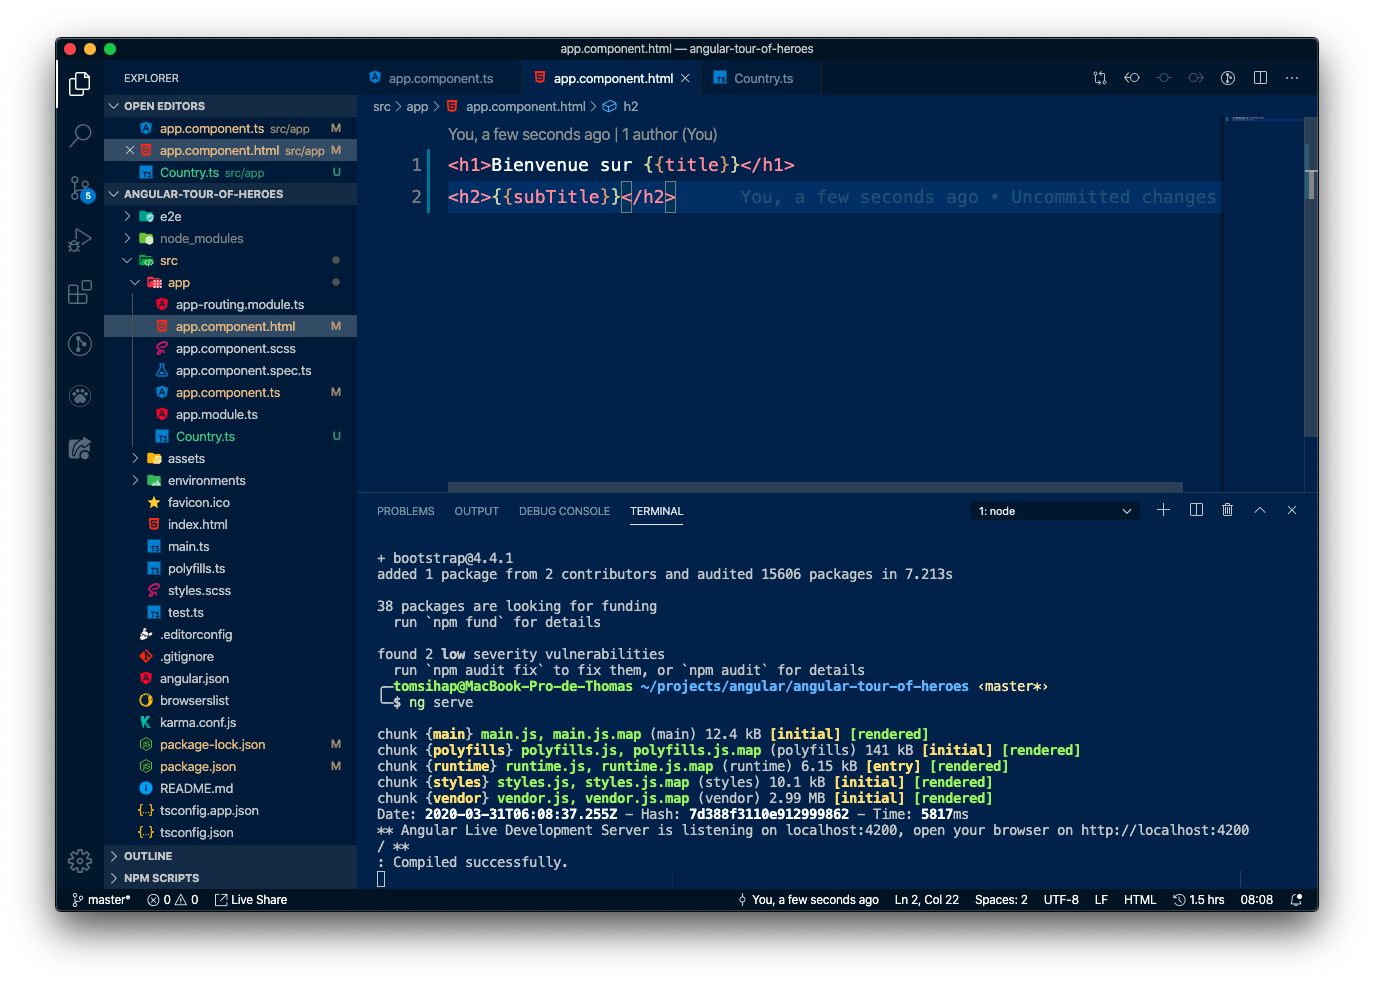 app.component.html — angular-tour-of-heroes
EXPLORER
OPEN EDITORS
app.component.ts src/app M
app.component.html src/app M
Country.ts src/app U
ANGULAR-TOUR-OF-HEROES
e2e
node_modules
src
app
app-routing.module.ts
app.component.html M
app.component.scss
app.component.spec.ts
app.component.ts M
app.module.ts
Country.ts U
assets
environments
favicon.ico
index.html
main.ts
polyfills.ts
styles.scss
test.ts
.editorconfig
.gitignore
angular.json
browserslist
karma.conf.js
package-lock.json M
package.json M
README.md
tsconfig.app.json
tsconfig.json
OUTLINE
NPM SCRIPTS
5
app.component.ts app.component.html Country.ts
src > app > app.component.html > h2
You, a few seconds ago | 1 author (You)
1 <h1>Bienvenue sur {{title}}</h1>
2 <h2>{{subTitle}}</h2> You, a few seconds ago • Uncommitted changes
PROBLEMS OUTPUT DEBUG CONSOLE TERMINAL 1: node
+ bootstrap@4.4.1
added 1 package from 2 contributors and audited 15606 packages in 7.213s
38 packages are looking for funding
run `npm fund` for details
found 2 low severity vulnerabilities
run `npm audit fix` to fix them, or `npm audit` for details
╭─tomsihap@MacBook-Pro-de-Thomas ~/projects/angular/angular-tour-of-heroes ‹master*›
╰─$ ng serve
chunk {main} main.js, main.js.map (main) 12.4 kB [initial] [rendered]
chunk {polyfills} polyfills.js, polyfills.js.map (polyfills) 141 kB [initial] [rendered]
chunk {runtime} runtime.js, runtime.js.map (runtime) 6.15 kB [entry] [rendered]
chunk {styles} styles.js, styles.js.map (styles) 10.1 kB [initial] [rendered]
chunk {vendor} vendor.js, vendor.js.map (vendor) 2.99 MB [initial] [rendered]
Date: 2020-03-31T06:08:37.255Z - Hash: 7d388f3110e912999862 - Time: 5817ms
** Angular Live Development Server is listening on localhost:4200, open your browser on http://localhost:4200
/ **
: Compiled successfully.
master* 0 0 Live Share You, a few seconds ago Ln 2, Col 22 Spaces: 2 UTF-8 LF HTML 1.5 hrs 08:08